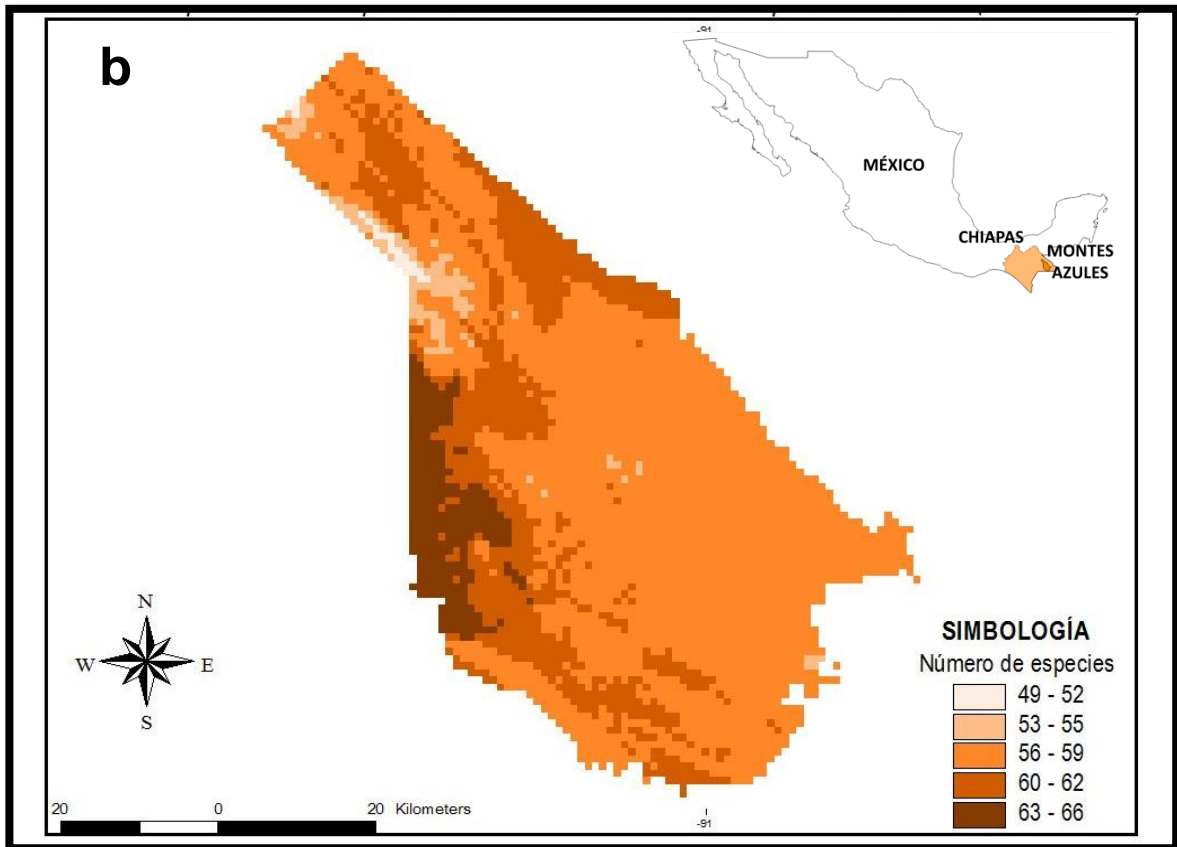 b
-91
MÉXICO
CHIAPAS
MONTES
AZULES
N
W E
S
SIMBOLOGÍA
Número de especies
49 - 52
53 - 55
56 - 59
60 - 62
63 - 66
20 0 20 Kilometers
-91